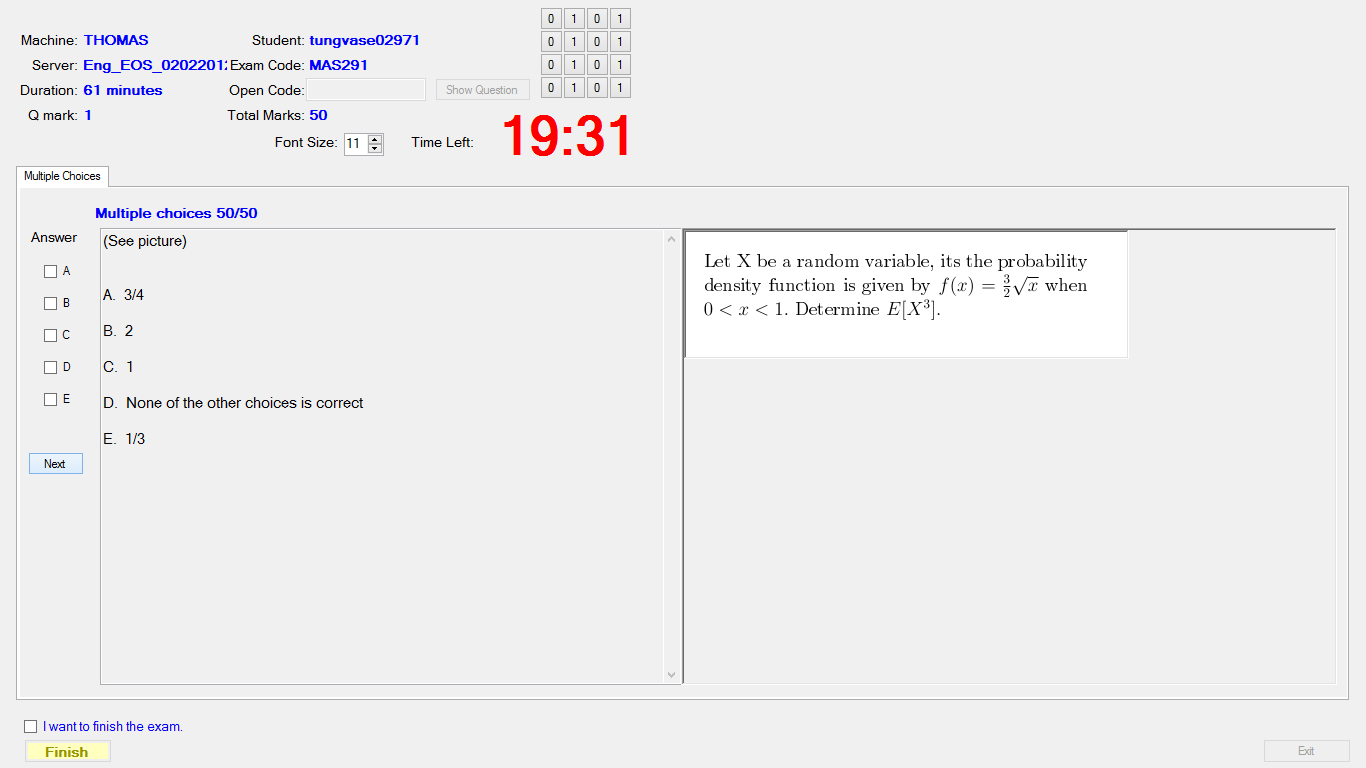 0 1 0 1
Machine: THOMAS Student: tungvase02971
0 1 0 1
Server: Eng_EOS_0202201 Exam Code: MAS291
0 1 0 1
Duration: 61 minutes Open Code: Show Question
0 1 0 1
Q mark: 1 Total Marks: 50
Font Size: 11 Time Left: 19:31
Multiple Choices
Multiple choices 50/50
Answer
A
B
C
D
E
Next
(See picture)
A. 3/4
B. 2
C. 1
D. None of the other choices is correct
E. 1/3
Let X be a random variable, its the probability
density function is given by f(x) = 3/2 √x when
0 < x < 1. Determine E[X³].
I want to finish the exam.
Finish
Exit